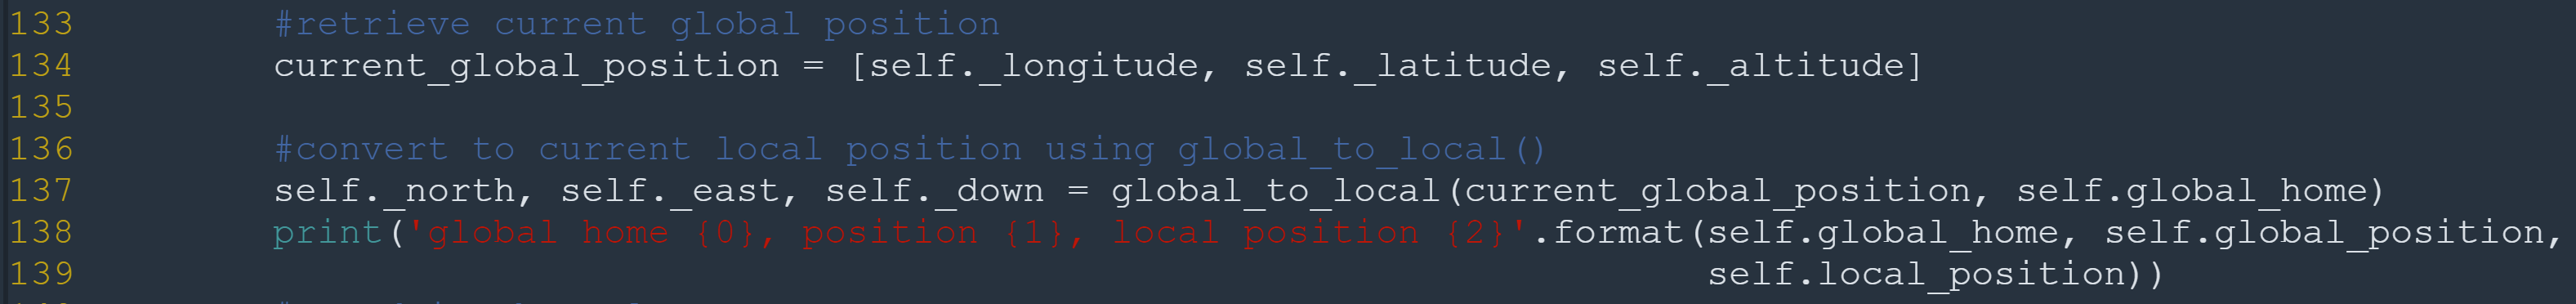 133        #retrieve current global position
134        current_global_position = [self._longitude, self._latitude, self._altitude]
135
136        #convert to current local position using global_to_local()
137        self._north, self._east, self._down = global_to_local(current_global_position, self.global_home)
138        print('global home {0}, position {1}, local position {2}'.format(self.global_home, self.global_position,
139                                                                         self.local_position))